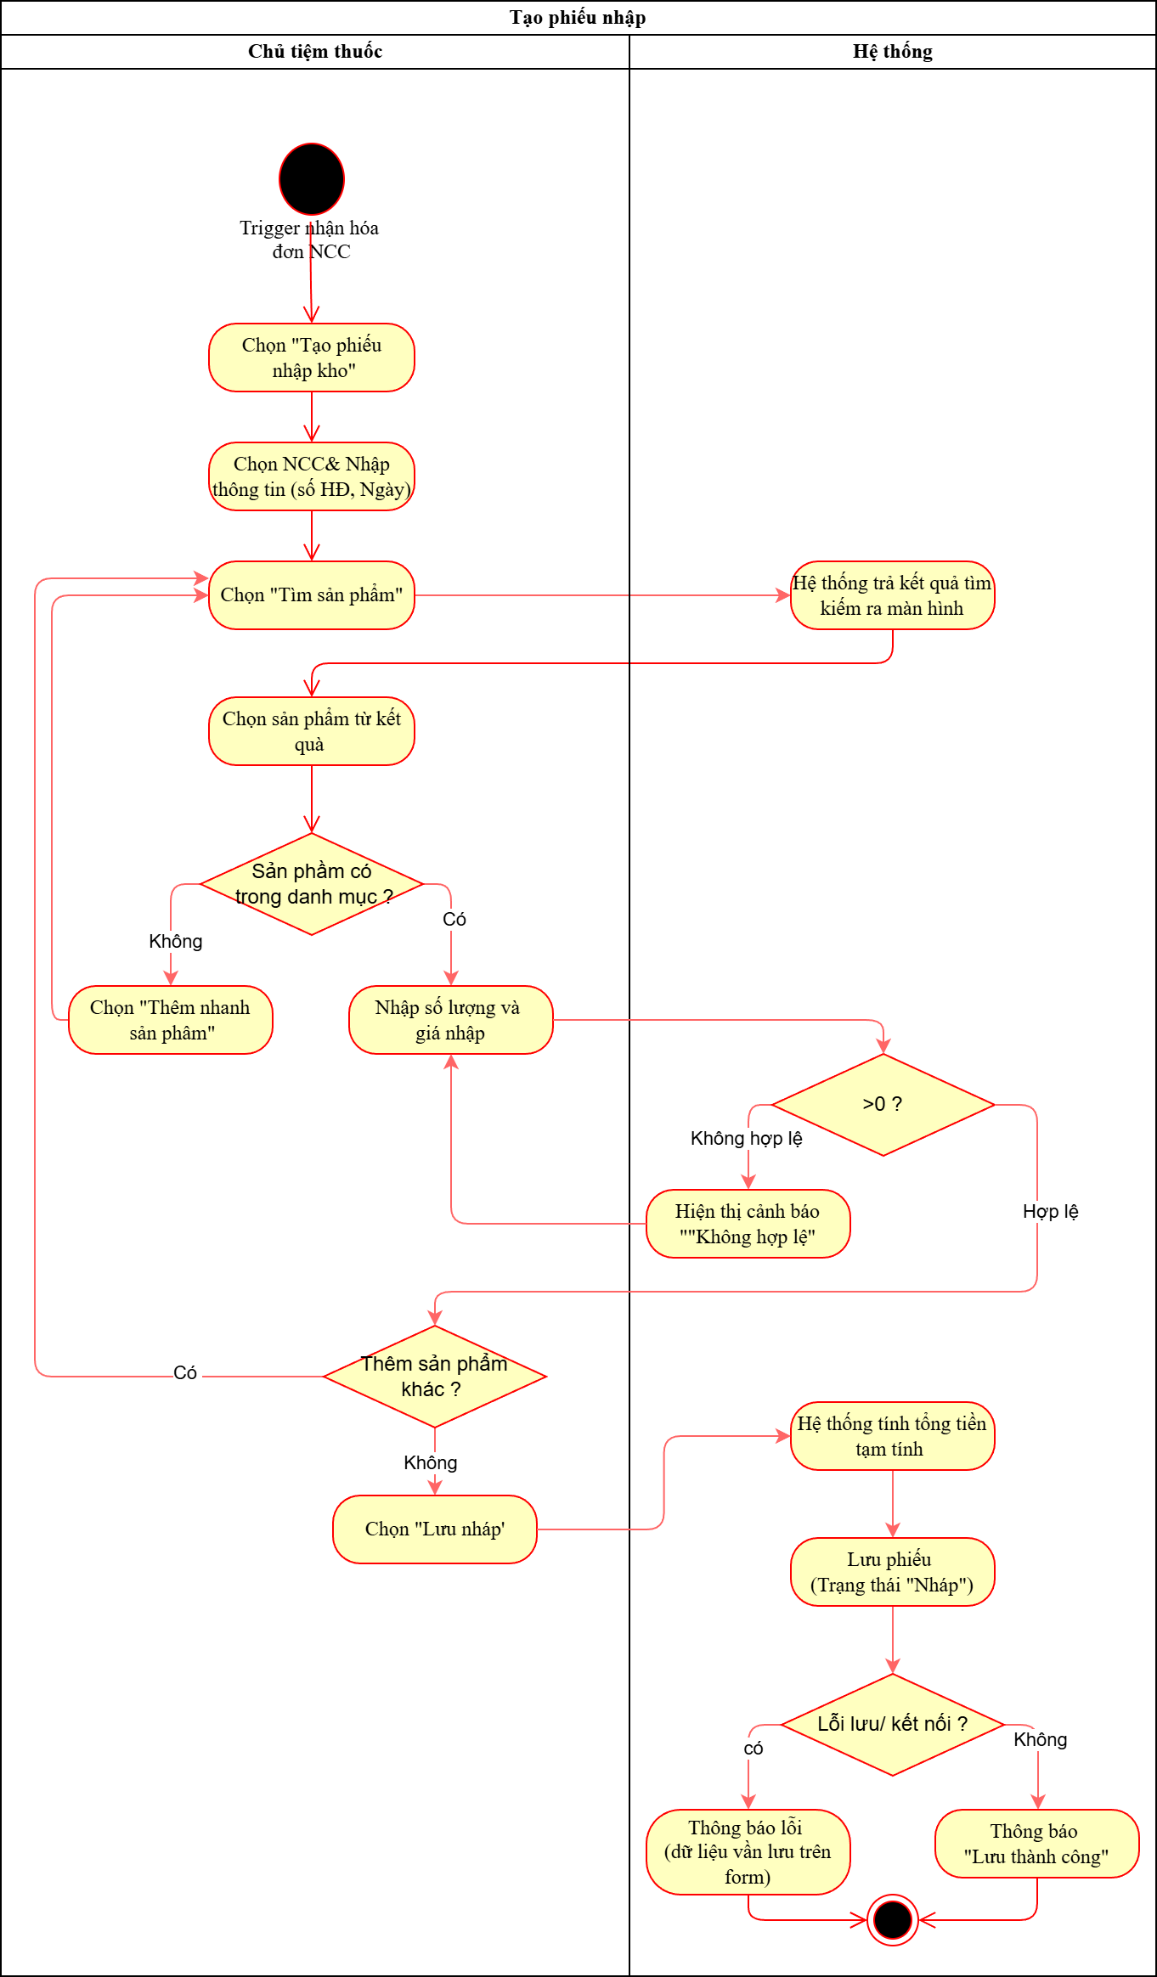 Tạo phiếu nhập
Chủ tiệm thuốc
Hệ thống
Trigger nhận hóa
đơn NCC
Chọn "Tạo phiếu
nhập kho"
Chọn NCC& Nhập
thông tin (số HĐ, Ngày)
Chọn "Tìm sản phẩm"
Hệ thống trả kết quả tìm
kiếm ra màn hình
Chọn sản phẩm từ kết
quà
Sản phầm có
trong danh mục ?
Không
Có
Chọn "Thêm nhanh
sản phâm"
Nhập số lượng và
giá nhập
>0 ?
Không hợp lệ
Hợp lệ
Hiện thị cảnh báo
""Không hợp lệ"
Thêm sản phẩm
khác ?
Có
Không
Chọn "Lưu nháp'
Hệ thống tính tổng tiền
tạm tính
Lưu phiếu
(Trạng thái "Nháp")
Lỗi lưu/ kết nối ?
có
Không
Thông báo lỗi
(dữ liệu vần lưu trên
form)
Thông báo
"Lưu thành công"